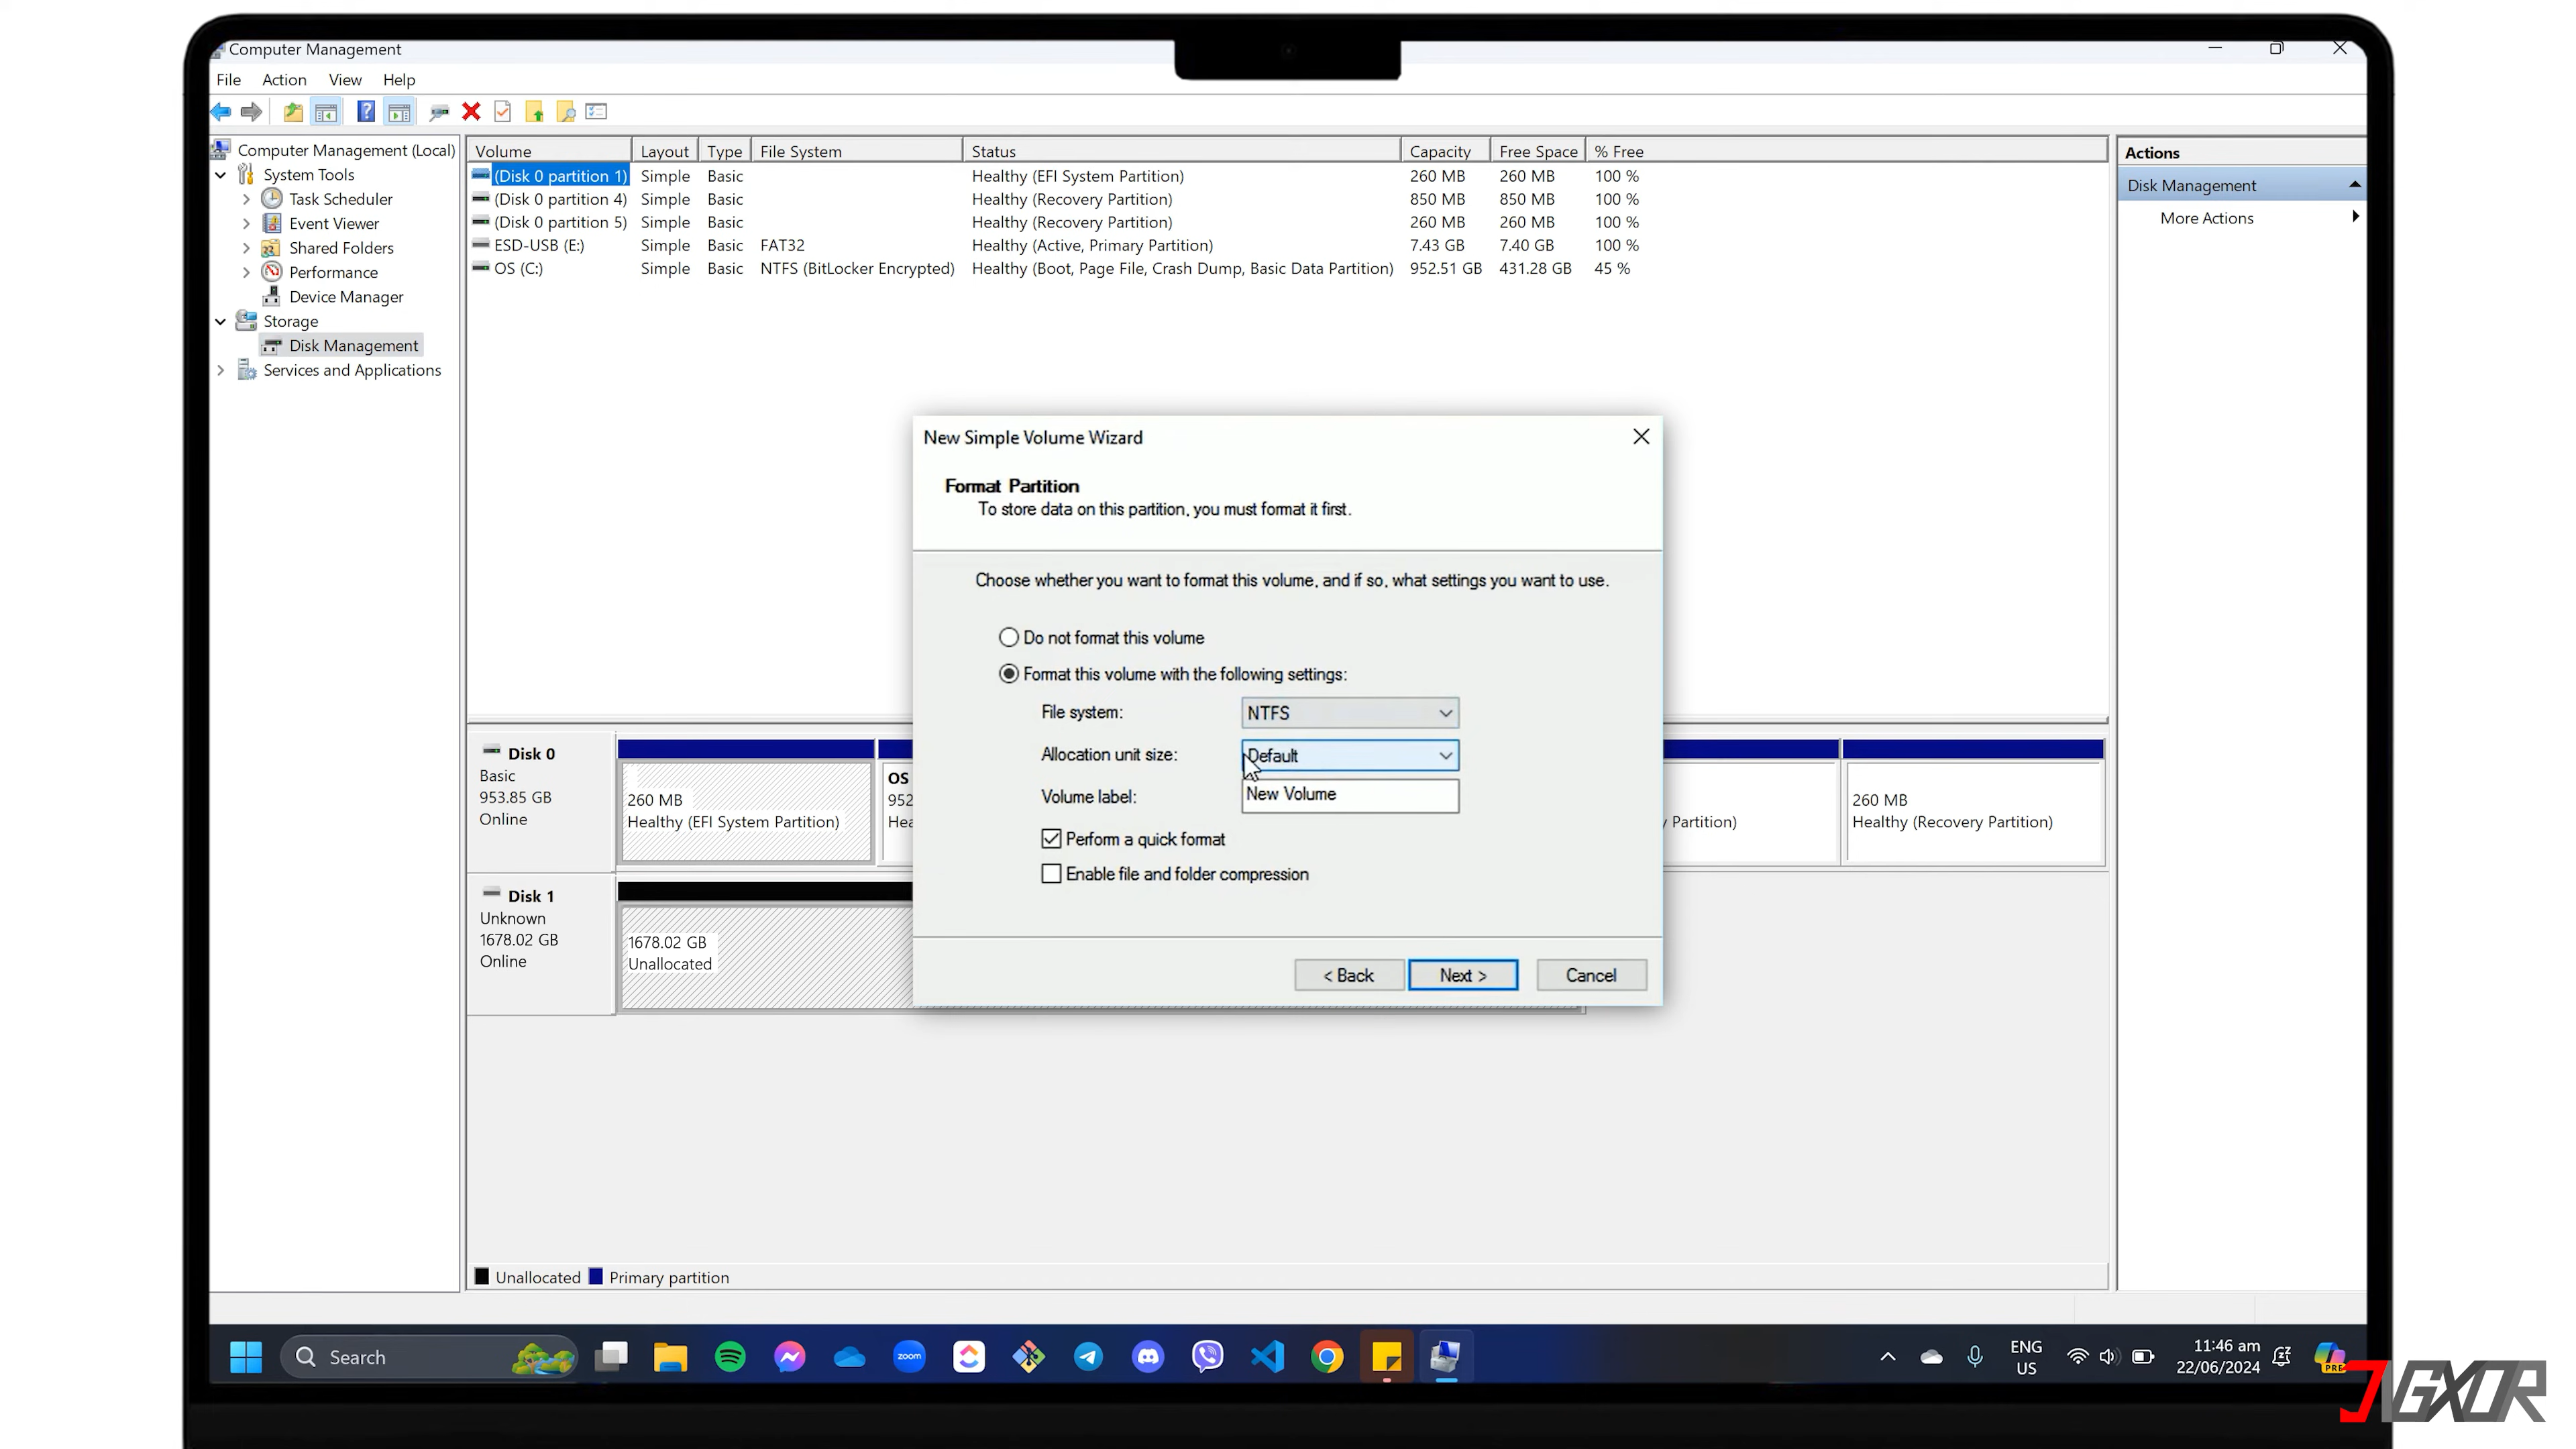 Computer Management
File Action View Help
Computer Management (Local)
System Tools
Task Scheduler
Event Viewer
Shared Folders
Performance
Device Manager
Storage
Disk Management
Services and Applications
Volume Layout Type File System Status Capacity Free Space % Free
(Disk 0 partition 1) Simple Basic Healthy (EFI System Partition) 260 MB 260 MB 100 %
(Disk 0 partition 4) Simple Basic Healthy (Recovery Partition) 850 MB 850 MB 100 %
(Disk 0 partition 5) Simple Basic Healthy (Recovery Partition) 260 MB 260 MB 100 %
ESD-USB (E:) Simple Basic FAT32 Healthy (Active, Primary Partition) 7.43 GB 7.40 GB 100 %
OS (C:) Simple Basic NTFS (BitLocker Encrypted) Healthy (Boot, Page File, Crash Dump, Basic Data Partition) 952.51 GB 431.28 GB 45 %
Actions
Disk Management
More Actions
New Simple Volume Wizard
Format Partition
To store data on this partition, you must format it first.
Choose whether you want to format this volume, and if so, what settings you want to use.
Do not format this volume
Format this volume with the following settings:
File system: NTFS
Allocation unit size: Default
Volume label: New Volume
Perform a quick format
Enable file and folder compression
< Back Next > Cancel
Disk 0
Basic
953.85 GB
Online
260 MB
Healthy (EFI System Partition)
OS
952
Hea
Partition)
260 MB
Healthy (Recovery Partition)
Disk 1
Unknown
1678.02 GB
Online
1678.02 GB
Unallocated
Unallocated Primary partition
Search
zoom
ENG
US
11:46 am
22/06/2024
PRE
JIGXOR